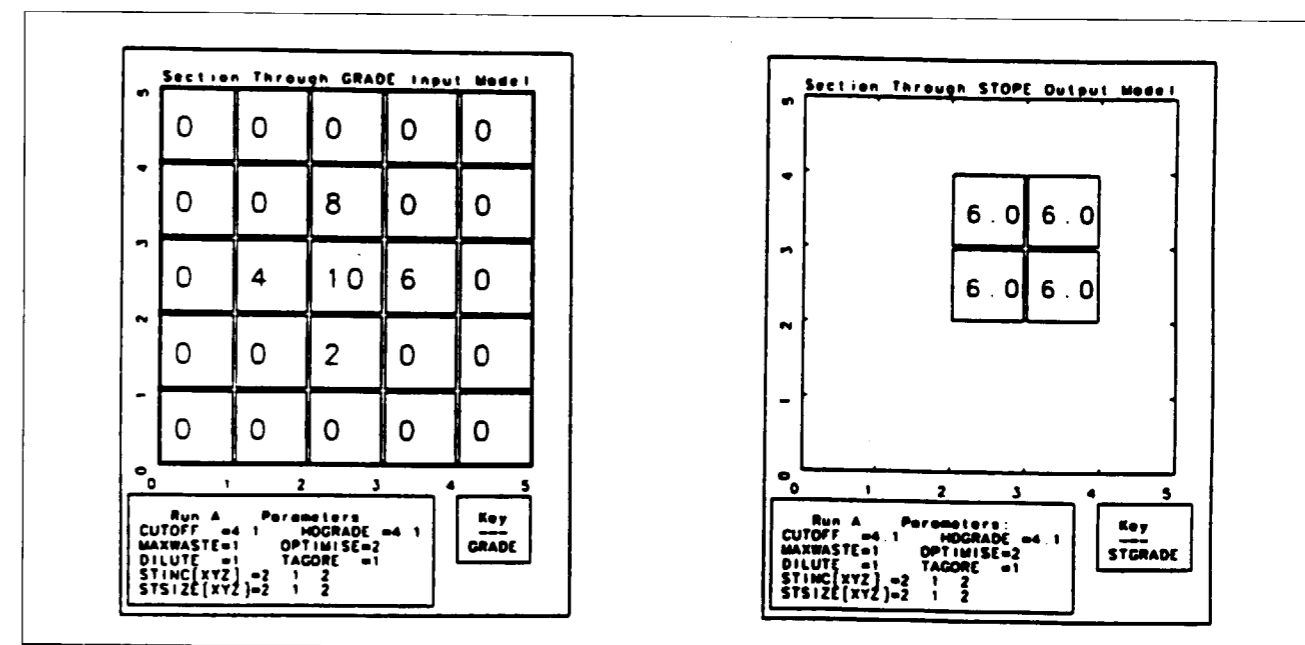 Section Through GRADE Input Model
5
0 0 0 0 0
4
0 0 8 0 0
3
0 4 10 6 0
2
0 0 2 0 0
1
0 0 0 0 0
0
0 1 2 3 4 5
Run A Parameters
CUTOFF =4 1 HDGRADE =4 1
MAXWASTE=1 OPTIMISE=2
DILUTE =1 TAGORE =1
STINC[XYZ]=2 1 2
STSIZE[XYZ]=2 1 2
Key
---
GRADE
Section Through STOPE Output Model
5
4
6.0 6.0
3
6.0 6.0
2
1
0
0 1 2 3 4 5
Run A Parameters:
CUTOFF =4.1 HDGRADE =4.1
MAXWASTE=1 OPTIMISE=2
DILUTE =1 TAGORE =1
STINC[XYZ]=2 1 2
STSIZE[XYZ]=2 1 2
Key
---
STGRADE